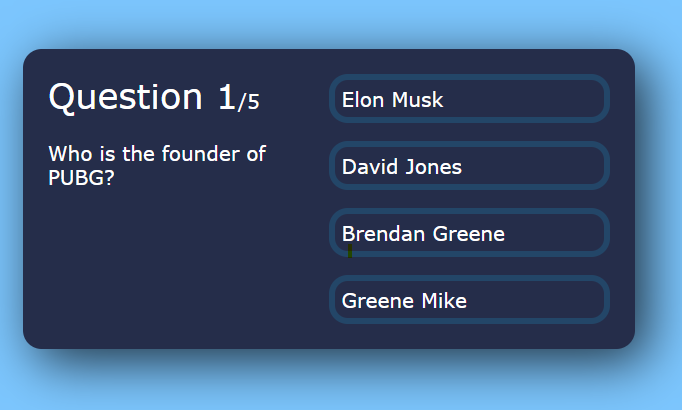 Question 1/5
Who is the founder of
PUBG?
Elon Musk
David Jones
Brendan Greene
Greene Mike